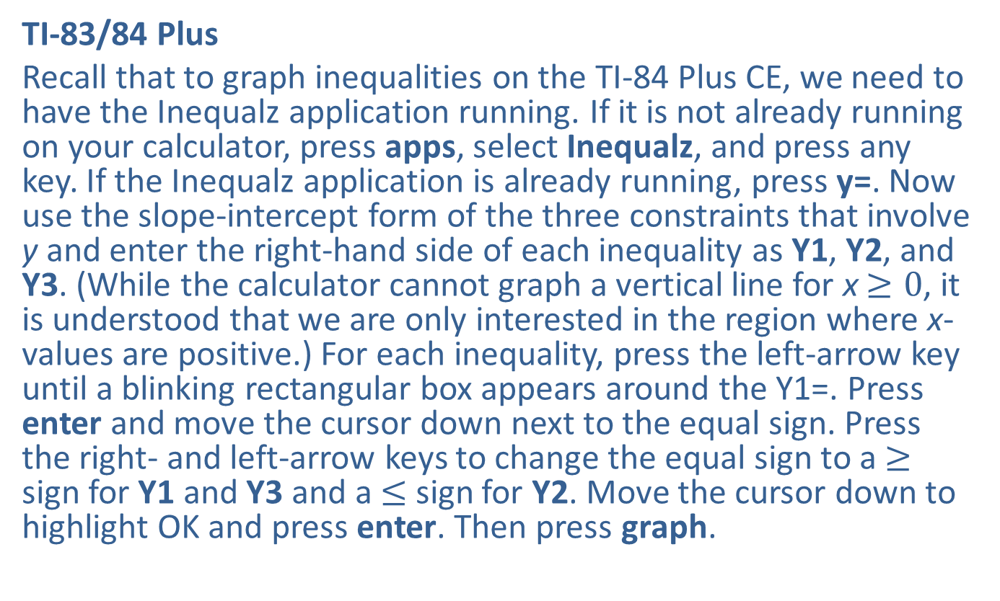 TI-83/84 Plus
Recall that to graph inequalities on the TI-84 Plus CE, we need to
have the Inequalz application running. If it is not already running
on your calculator, press apps, select Inequalz, and press any
key. If the Inequalz application is already running, press y=. Now
use the slope-intercept form of the three constraints that involve
y and enter the right-hand side of each inequality as Y1, Y2, and
Y3. (While the calculator cannot graph a vertical line for x ≥ 0, it
is understood that we are only interested in the region where x-
values are positive.) For each inequality, press the left-arrow key
until a blinking rectangular box appears around the Y1=. Press
enter and move the cursor down next to the equal sign. Press
the right- and left-arrow keys to change the equal sign to a ≥
sign for Y1 and Y3 and a ≤ sign for Y2. Move the cursor down to
highlight OK and press enter. Then press graph.